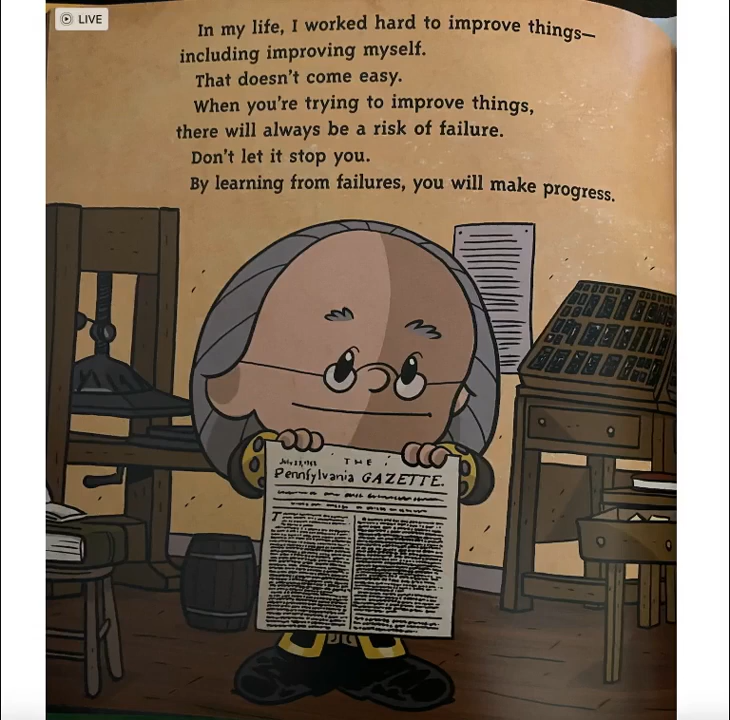 LIVE
In my life, I worked hard to improve things—
including improving myself.
That doesn't come easy.
When you're trying to improve things,
there will always be a risk of failure.
Don't let it stop you.
By learning from failures, you will make progress.
THE
Pennſylvania GAZETTE.